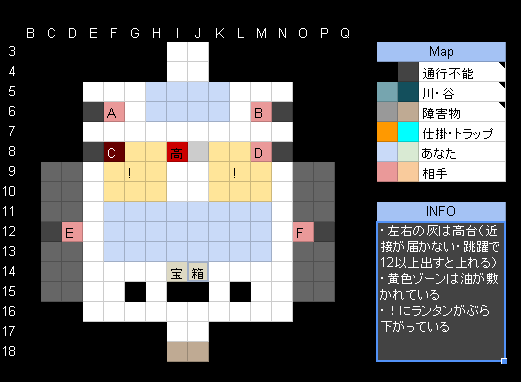 B C D E F G H I J K L M N O P Q
3
4
5
6 A B
7
8 C 高 D
9 ! !
10
11
12 E F
13
14 宝 箱
15
16
17
18
Map
通行不能
川・谷
障害物
仕掛・トラップ
あなた
相手
INFO
・左右の灰は高台(近
接が届かない・跳躍で
12以上出すと上れる)
・黄色ゾーンは油が敷
かれている
・！にランタンがぶら
下がっている